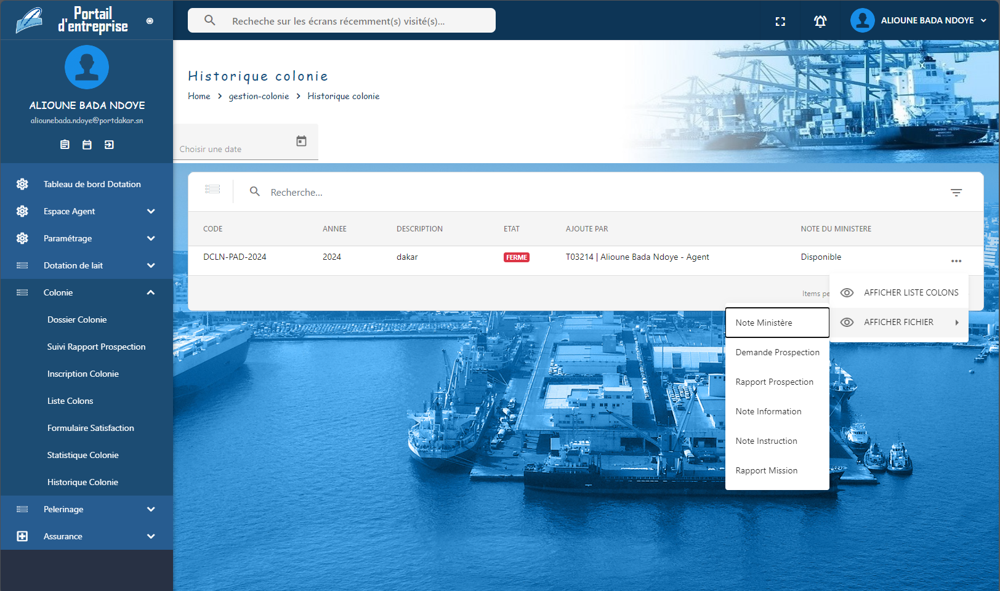 Portail
d'entreprise
Recheche sur les écrans récemment(s) visité(s)...
ALIOUNE BADA NDOYE
ALIOUNE BADA NDOYE
aliounebada.ndoye@portdakar.sn
Historique colonie
Home > gestion-colonie > Historique colonie
Choisir une date
Tableau de bord Dotation
Espace Agent
Paramétrage
Dotation de lait
Colonie
Dossier Colonie
Suivi Rapport Prospection
Inscription Colonie
Liste Colons
Formulaire Satisfaction
Statistique Colonie
Historique Colonie
Pelerinage
Assurance
Recherche...
CODE ANNEE DESCRIPTION ETAT AJOUTE PAR NOTE DU MINISTERE
DCLN-PAD-2024 2024 dakar FERME T03214 | Alioune Bada Ndoye - Agent Disponible
Items pe
AFFICHER LISTE COLONS
AFFICHER FICHIER
Note Ministère
Demande Prospection
Rapport Prospection
Note Information
Note Instruction
Rapport Mission